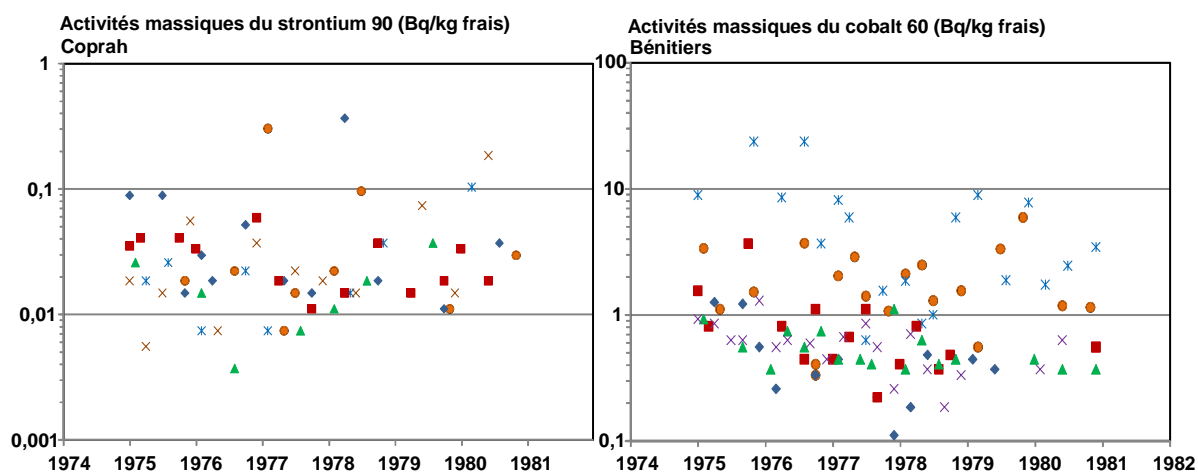 Activités massiques du strontium 90 (Bq/kg frais)
Coprah
1
0,1
0,01
0,001
1974 1975 1976 1977 1978 1979 1980 1981
Activités massiques du cobalt 60 (Bq/kg frais)
Bénitiers
100
10
1
0,1
1974 1975 1976 1977 1978 1979 1980 1981 1982